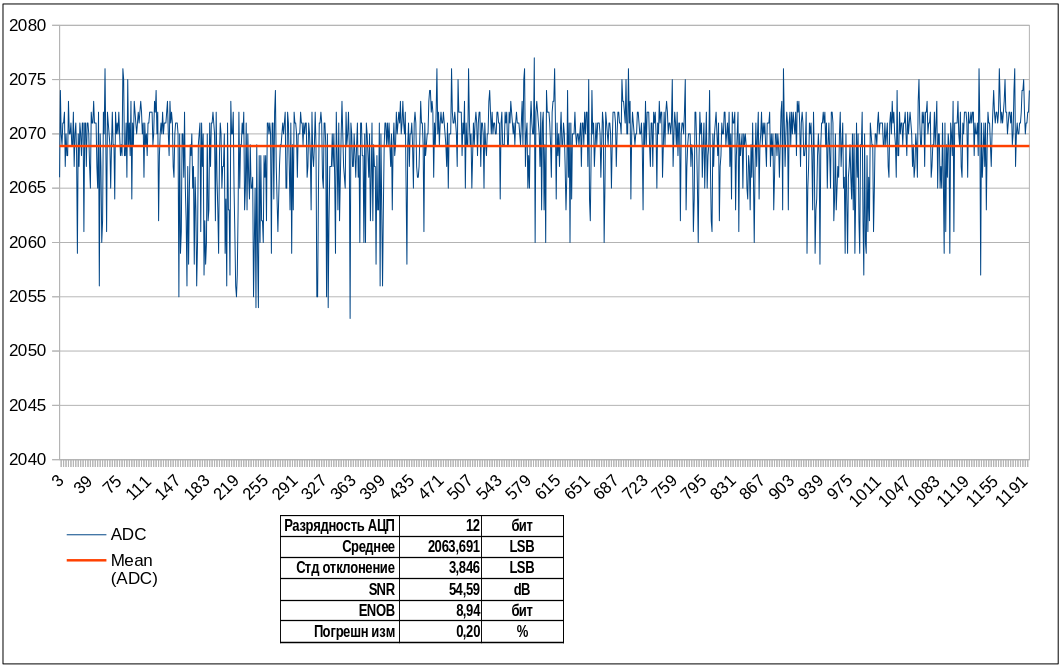 2080
2075
2070
2065
2060
2055
2050
2045
2040
3 39 75 111 147 183 219 255 291 327 363 399 435 471 507 543 579 615 651 687 723 759 795 831 867 903 939 975 1011 1047 1083 1119 1155 1191
ADC
Mean
(ADC)
Разрядность АЦП 12 бит
Среднее 2063,691 LSB
Стд отклонение 3,846 LSB
SNR 54,59 dB
ENOB 8,94 бит
Погрешн изм 0,20 %